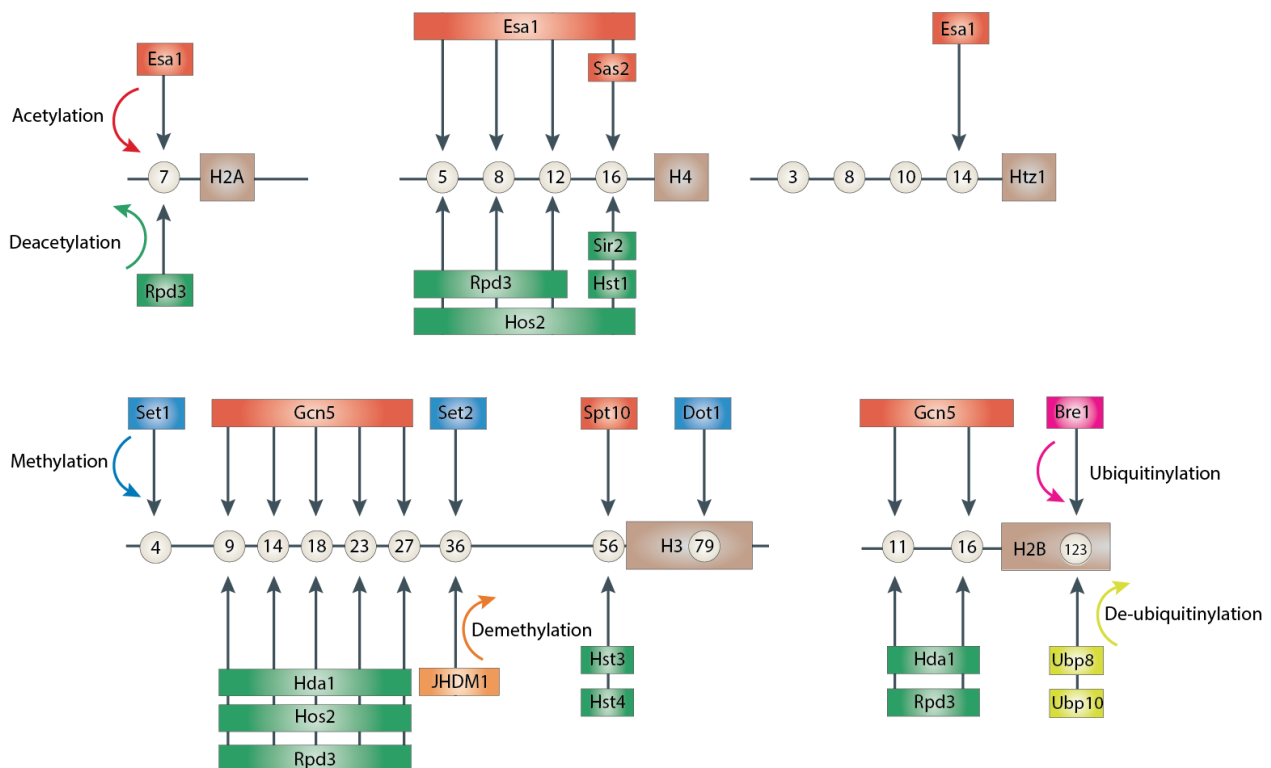 Esa1
Esa1
Esa1
Sas2
Acetylation
7
H2A
5
8
12
16
H4
3
8
10
14
Htz1
Deacetylation
Sir2
Rpd3
Rpd3
Hst1
Hos2
Set1
Gcn5
Set2
Spt10
Dot1
Gcn5
Bre1
Methylation
Ubiquitinylation
4
9
14
18
23
27
36
56
H3
79
11
16
H2B
123
Demethylation
De-ubiquitinylation
Hda1
JHDM1
Hst3
Hda1
Ubp8
Hos2
Hst4
Rpd3
Ubp10
Rpd3